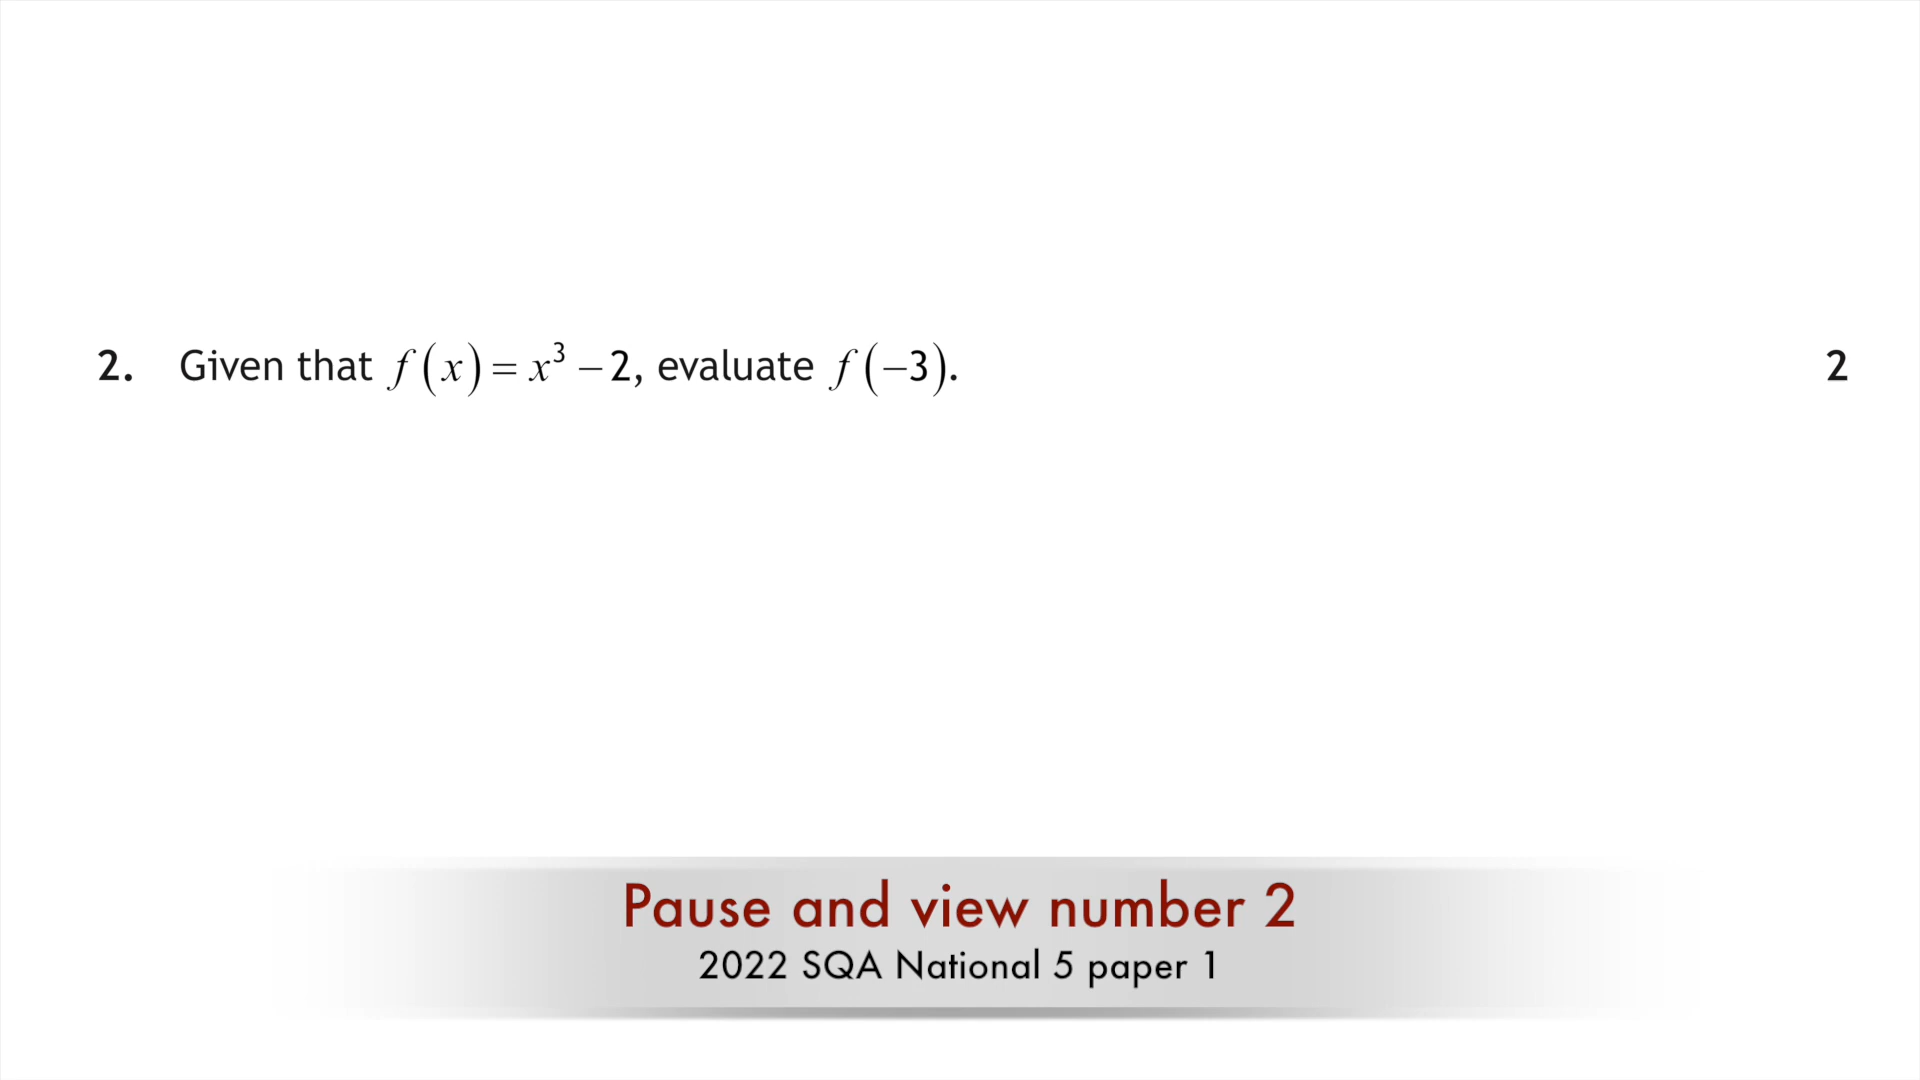 2. Given that f(x) = x³ – 2, evaluate f(–3). 2
Pause and view number 2
2022 SQA National 5 paper 1